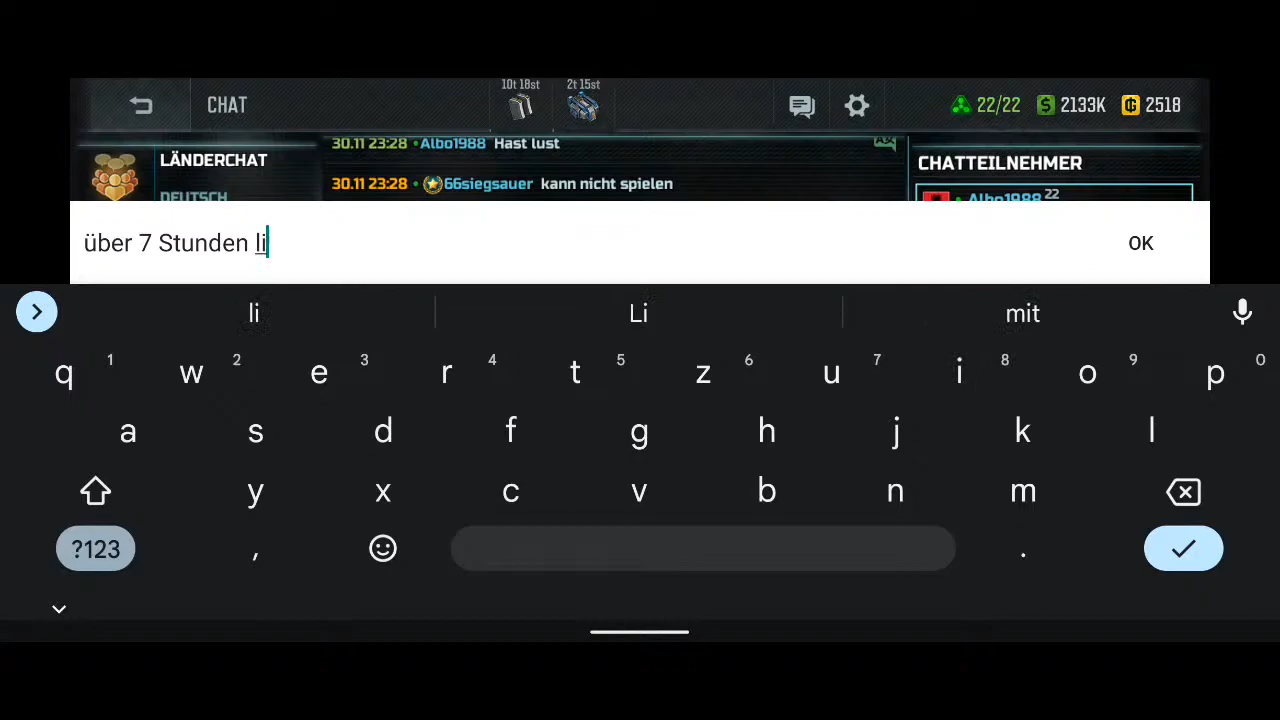 10t 18st 2t 15st
CHAT 22/22 2133K 2518
LÄNDERCHAT
DEUTSCH
30.11 23:28 • Albo1988 Hast lust
30.11 23:28 • 66siegsauer kann nicht spielen
CHATTEILNEHMER
• Albo1988 22
über 7 Stunden li OK
li Li mit
q 1 w 2 e 3 r 4 t 5 z 6 u 7 i 8 o 9 p 0
a s d f g h j k l
y x c v b n m
?123 , .